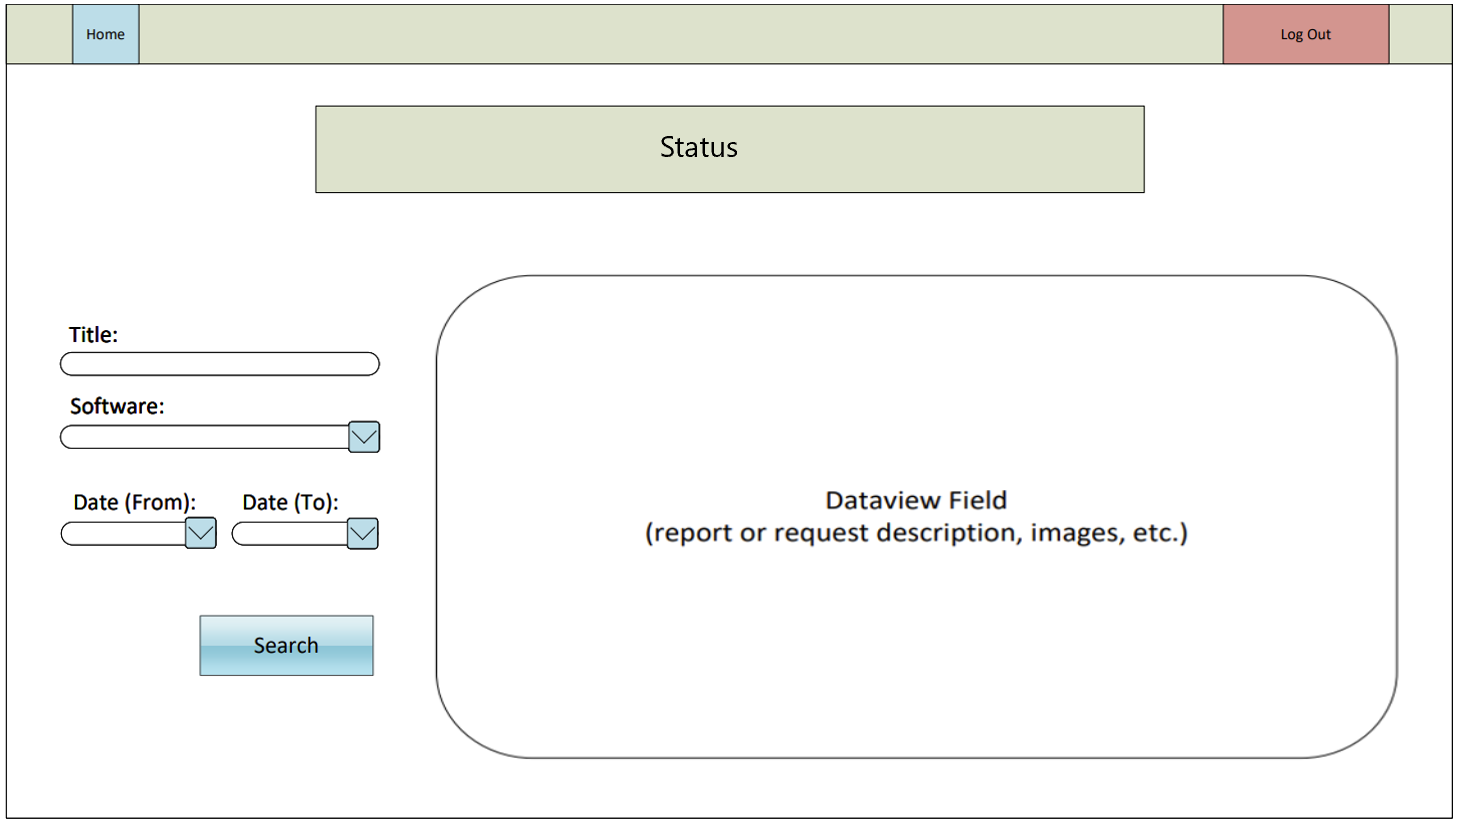 Home
Log Out
Status
Title:
Software:
Date (From):
Date (To):
Search
Dataview Field
(report or request description, images, etc.)